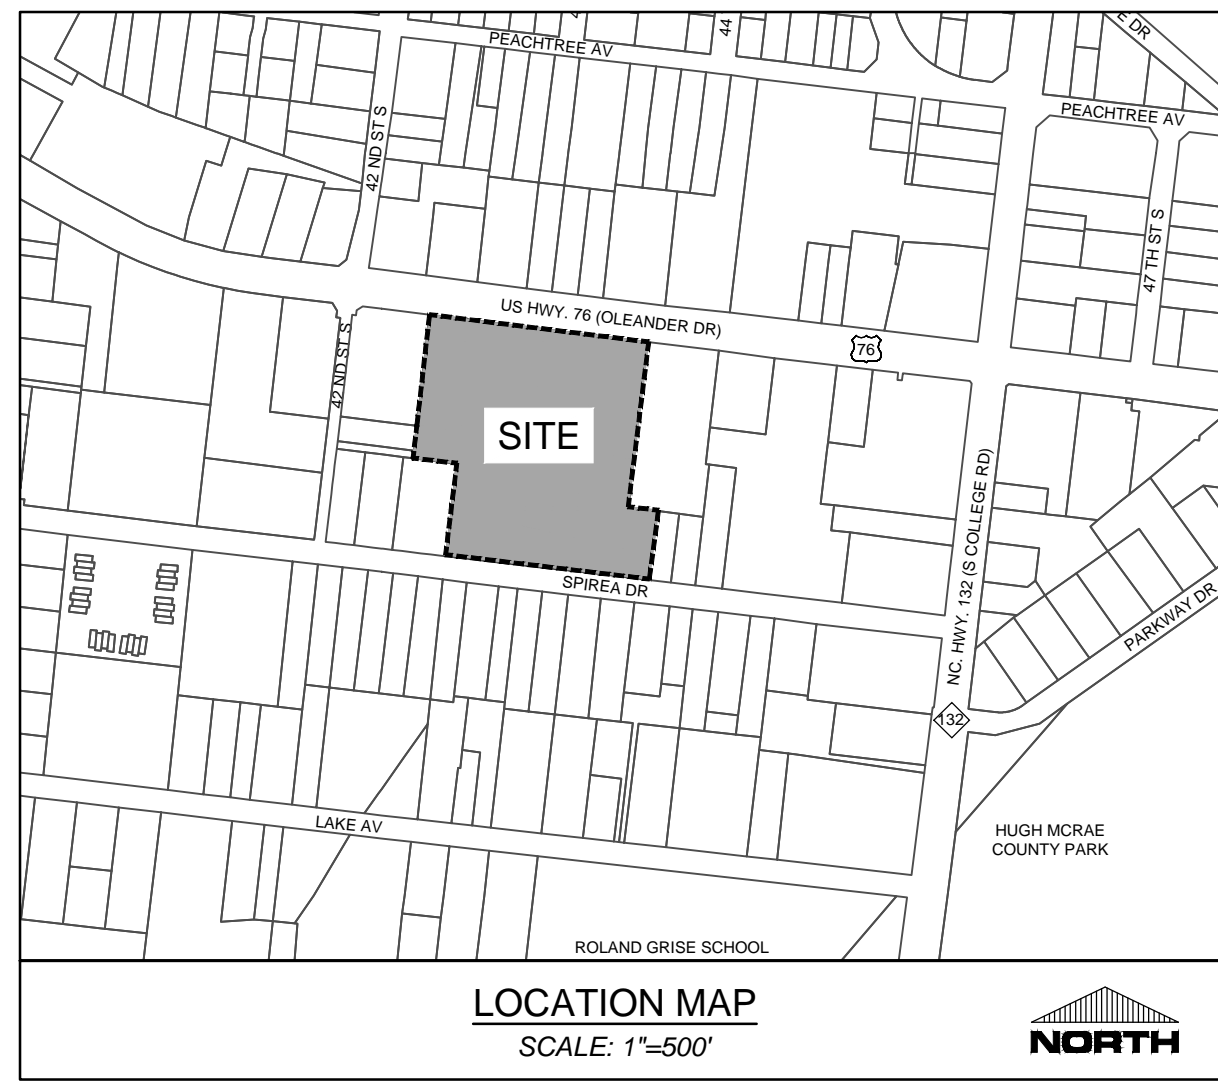 E DR
44
PEACHTREE AV
PEACHTREE AV
42 ND ST S
47 TH ST S
US HWY. 76 (OLEANDER DR)
76
42 ND ST S
SITE
NC. HWY. 132 (S COLLEGE RD)
SPIREA DR
PARKWAY DR
132
LAKE AV
HUGH MCRAE
COUNTY PARK
ROLAND GRISE SCHOOL
LOCATION MAP
SCALE: 1"=500'
NORTH